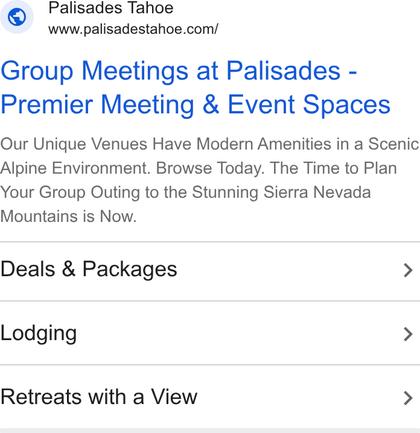 Palisades Tahoe
www.palisadestahoe.com/
Group Meetings at Palisades -
Premier Meeting & Event Spaces
Our Unique Venues Have Modern Amenities in a Scenic
Alpine Environment. Browse Today. The Time to Plan
Your Group Outing to the Stunning Sierra Nevada
Mountains is Now.
Deals & Packages
Lodging
Retreats with a View